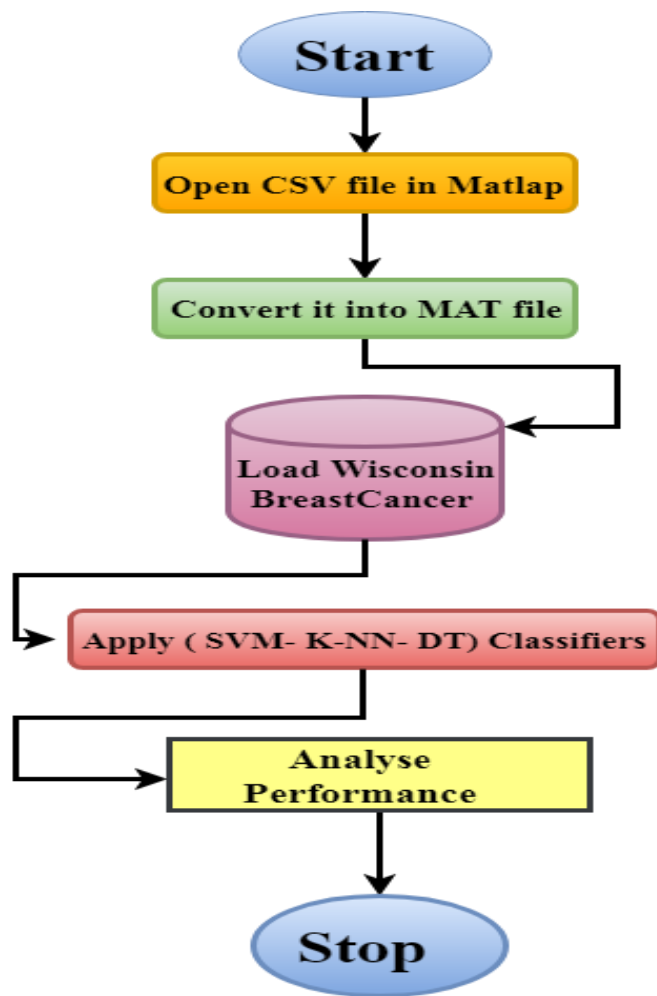 Start
Open CSV file in Matlap
Convert it into MAT file
Load Wisconsin
BreastCancer
Apply ( SVM- K-NN- DT) Classifiers
Analyse
Performance
Stop